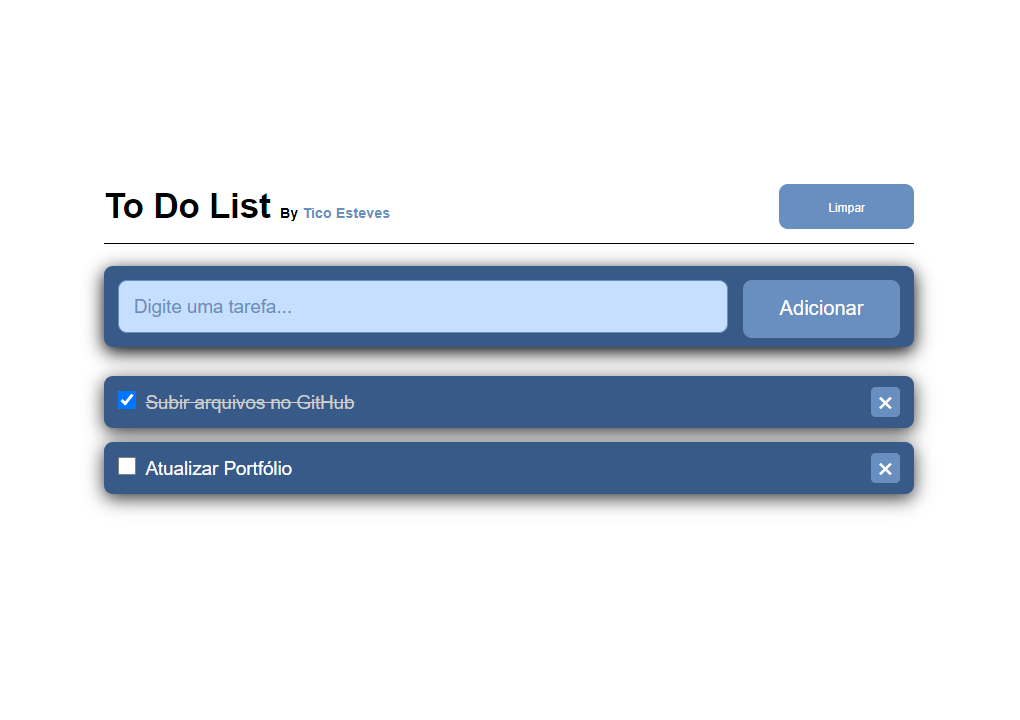 To Do List By Tico Esteves
Limpar
Digite uma tarefa...
Adicionar
Subir arquivos no GitHub
Atualizar Portfólio